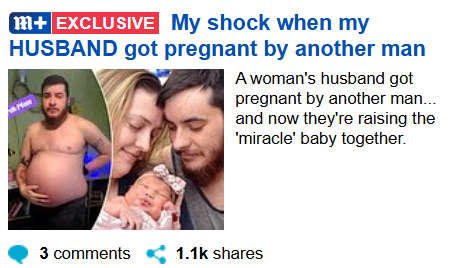 m+ EXCLUSIVE My shock when my
HUSBAND got pregnant by another man
A woman's husband got
pregnant by another man...
and now they're raising the
'miracle' baby together.
3 comments 1.1k shares